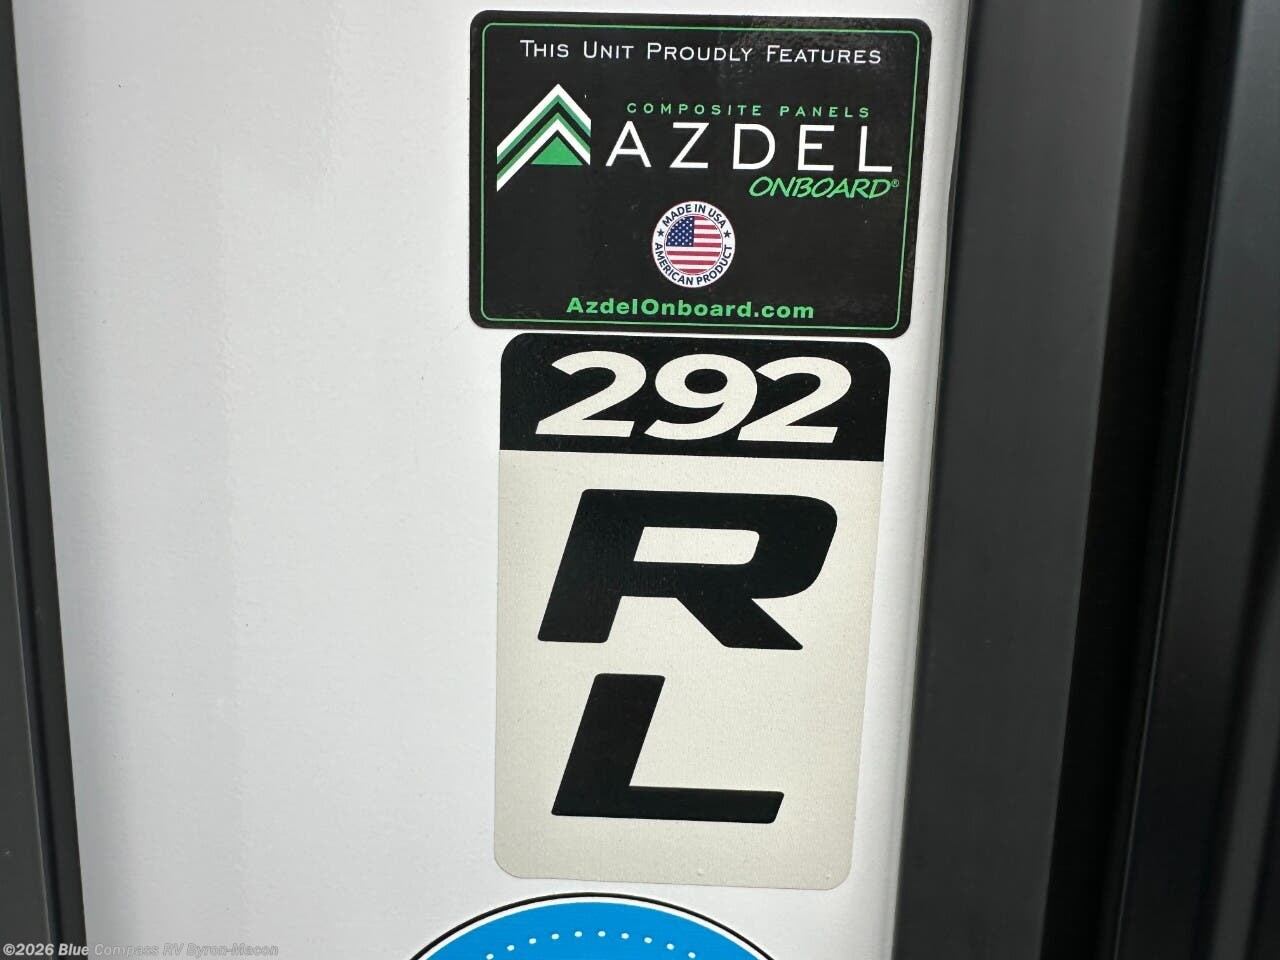 THIS UNIT PROUDLY FEATURES
COMPOSITE PANELS
AZDEL
ONBOARD®
MADE IN USA
AMERICAN PRODUCT
AzdelOnboard.com
292
R
L
©2026 Blue Compass RV Byron-Macon